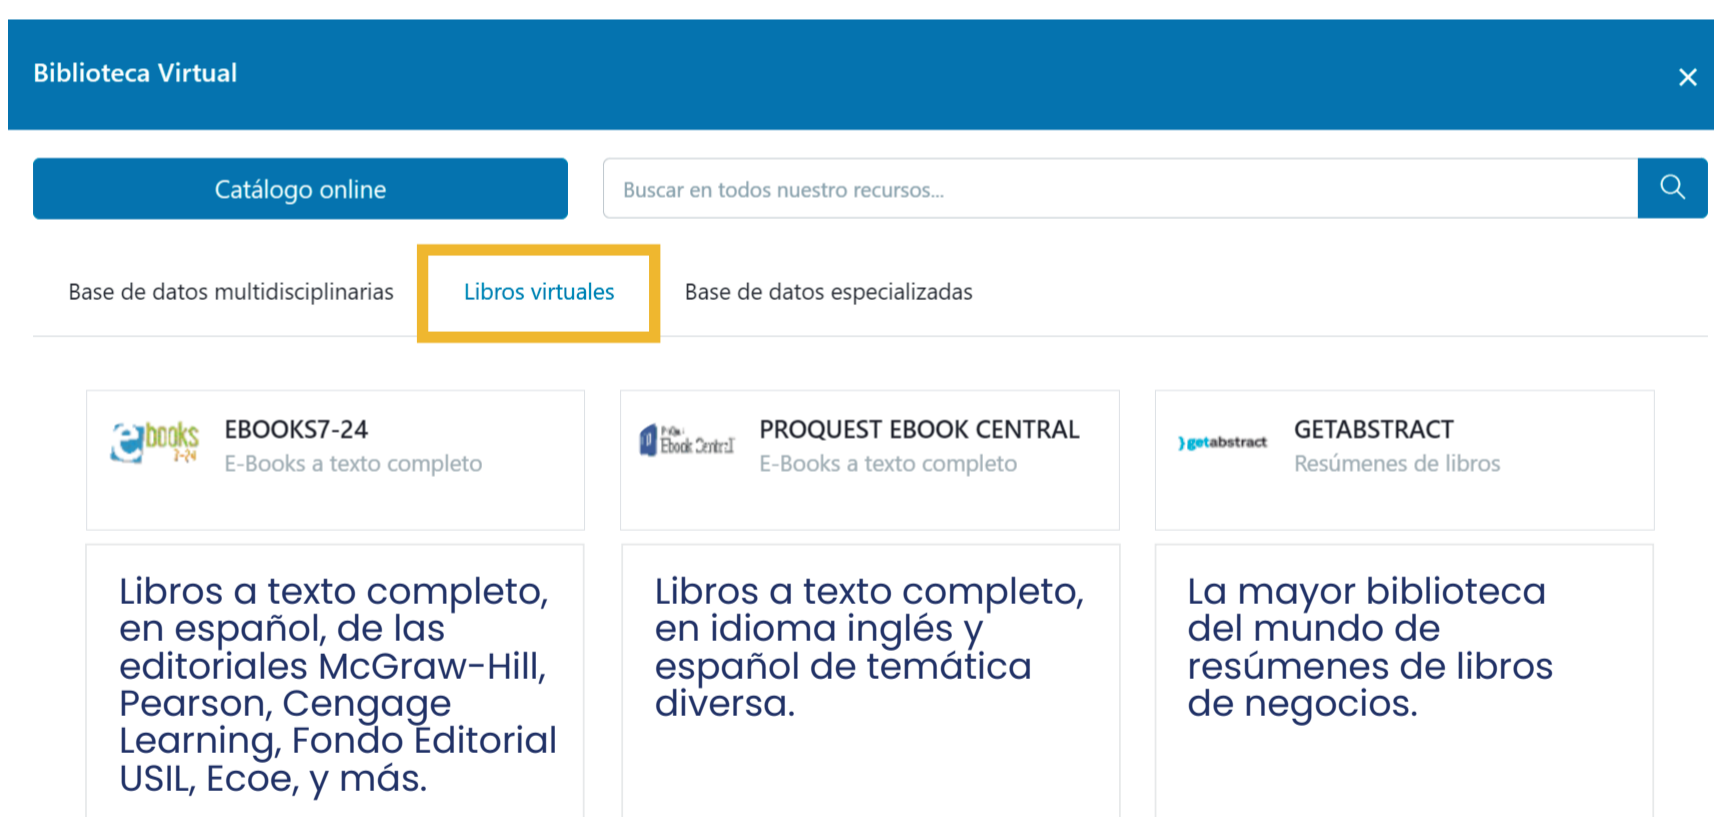 Biblioteca Virtual
Catálogo online
Buscar en todos nuestro recursos...
Base de datos multidisciplinarias
Libros virtuales
Base de datos especializadas
ebooks
7-24
EBOOKS7-24
E-Books a texto completo
Ebook Central
PROQUEST EBOOK CENTRAL
E-Books a texto completo
getabstract
GETABSTRACT
Resúmenes de libros
Libros a texto completo,
en español, de las
editoriales McGraw-Hill,
Pearson, Cengage
Learning, Fondo Editorial
USIL, Ecoe, y más.
Libros a texto completo,
en idioma inglés y
español de temática
diversa.
La mayor biblioteca
del mundo de
resúmenes de libros
de negocios.